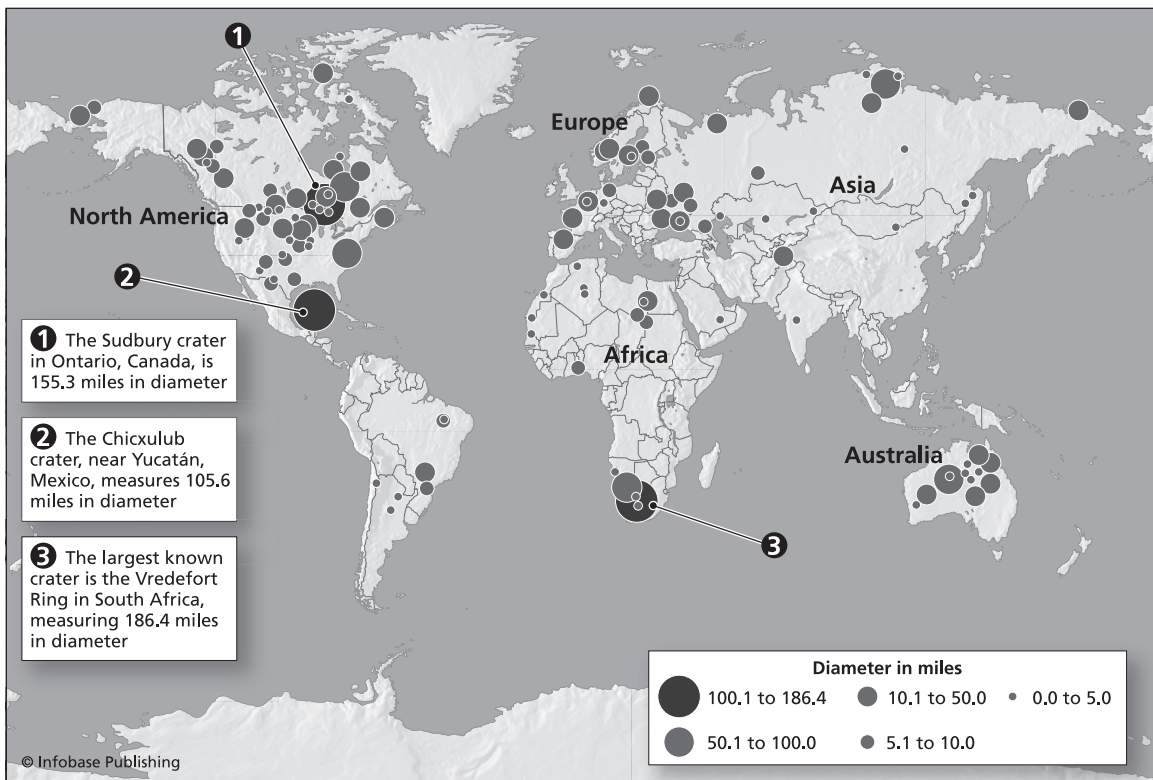 1
Europe
Asia
North America
2
1 The Sudbury crater
in Ontario, Canada, is
155.3 miles in diameter
Africa
2 The Chicxulub
crater, near Yucatán,
Mexico, measures 105.6
miles in diameter
Australia
3
3 The largest known
crater is the Vredefort
Ring in South Africa,
measuring 186.4 miles
in diameter
Diameter in miles
100.1 to 186.4
10.1 to 50.0
0.0 to 5.0
50.1 to 100.0
5.1 to 10.0
© Infobase Publishing